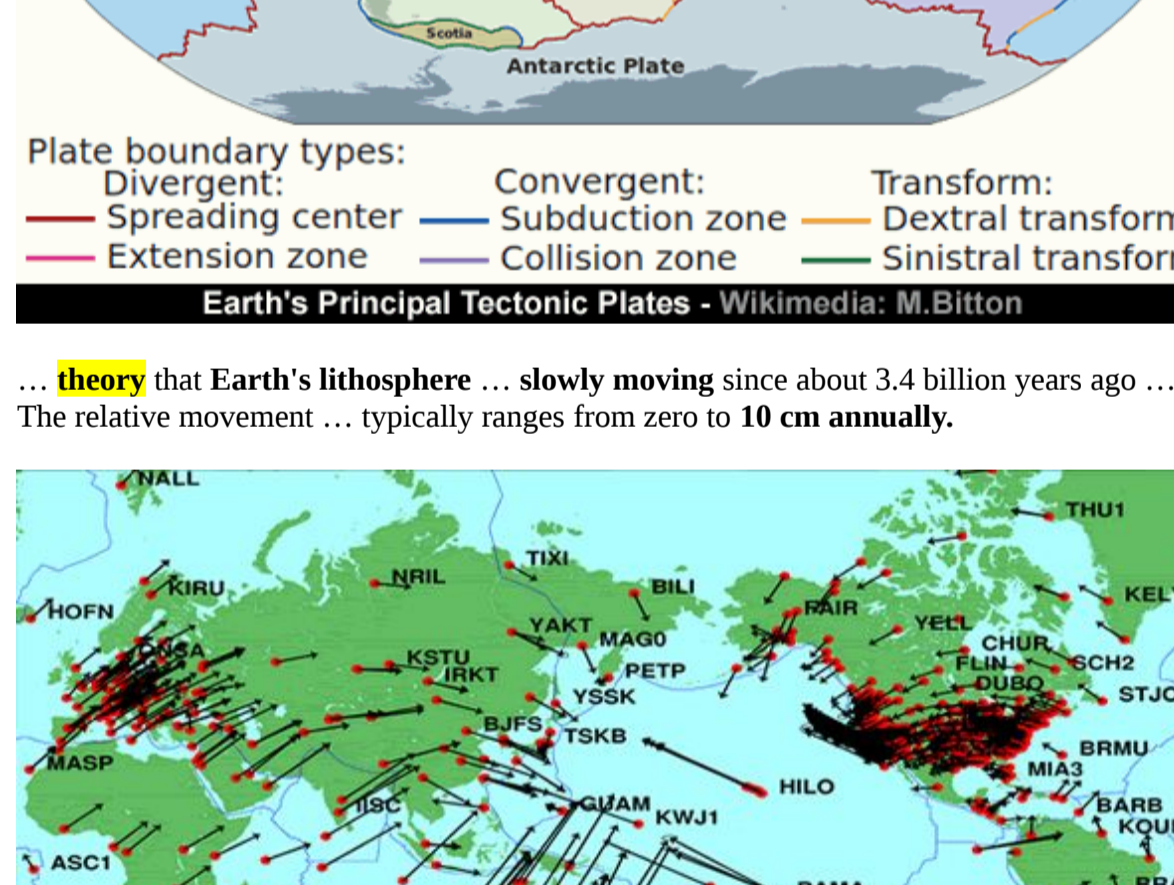 Scotia
Antarctic Plate
Plate boundary types:
Divergent: Convergent: Transform:
Spreading center Subduction zone Dextral transform
Extension zone Collision zone Sinistral transfor
Earth's Principal Tectonic Plates - Wikimedia: M.Bitton
… theory that Earth's lithosphere … slowly moving since about 3.4 billion years ago …
The relative movement … typically ranges from zero to 10 cm annually.
NALL
THU1
TIXI
NRIL
BILI
KIRU
KEL
HOFN
FAIR
YELL
YAKT
MAG0
CHUR
ONSA
KSTU
FLIN
SCH2
IRKT
PETP
DUBO
YSSK
STJO
BJFS
TSKB
BRMU
MASP
MIA3
HILO
IISC
GUAM
BARB
KWJ1
KOU
ASC1